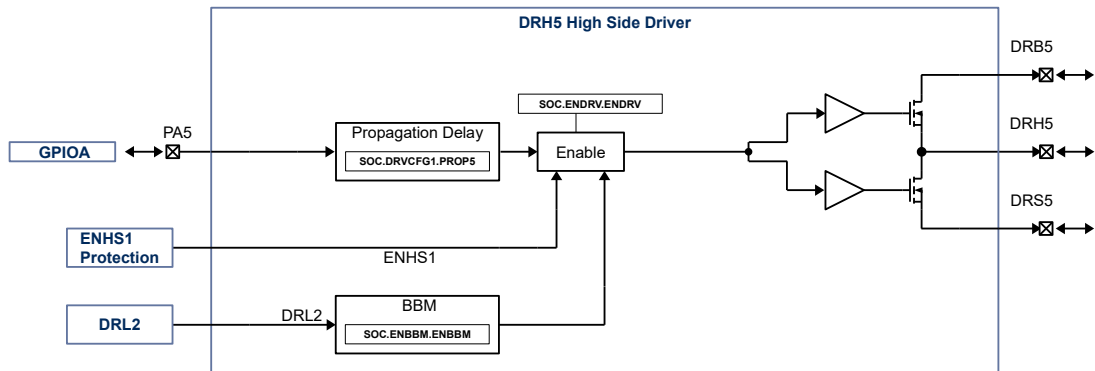 DRH5 High Side Driver
DRB5
SOC.ENDRV.ENDRV
PA5
Propagation Delay
DRH5
GPIOA
SOC.DRVCFG1.PROP5
Enable
DRS5
ENHS1
Protection
ENHS1
BBM
DRL2
DRL2
SOC.ENBBM.ENBBM